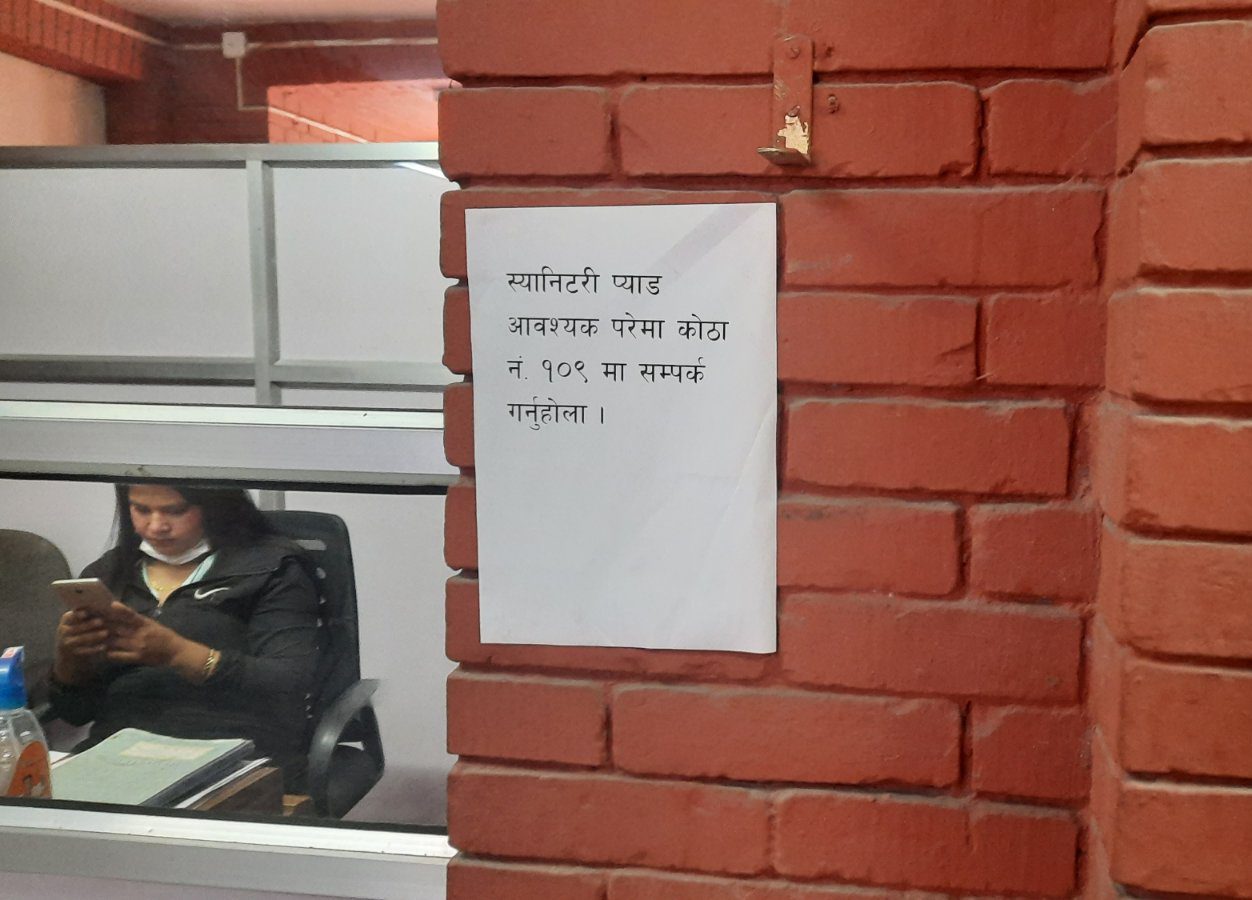 स्यानिटरी प्याड
आवश्यक परेमा कोठा
नं. १०९ मा सम्पर्क
गर्नुहोला ।